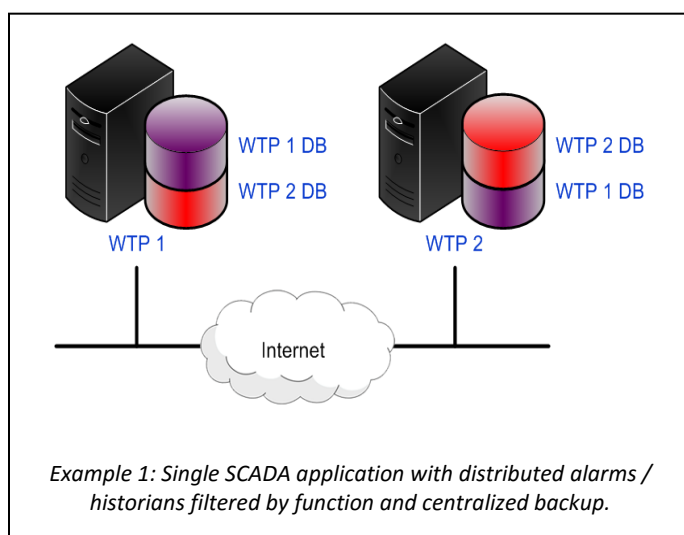 WTP 1 DB
WTP 2 DB
WTP 1
WTP 2 DB
WTP 1 DB
WTP 2
Internet
Example 1: Single SCADA application with distributed alarms /
historians filtered by function and centralized backup.